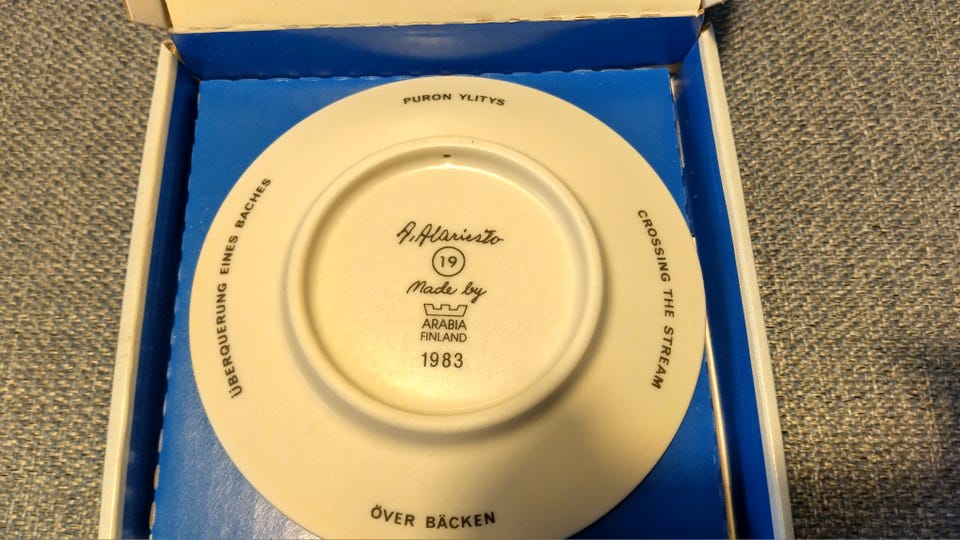 PURON YLITYS
ÜBERQUERUNG EINES BACHES
CROSSING THE STREAM
A. Alariesto
19
Made by
ARABIA
FINLAND
1983
ÖVER BÄCKEN